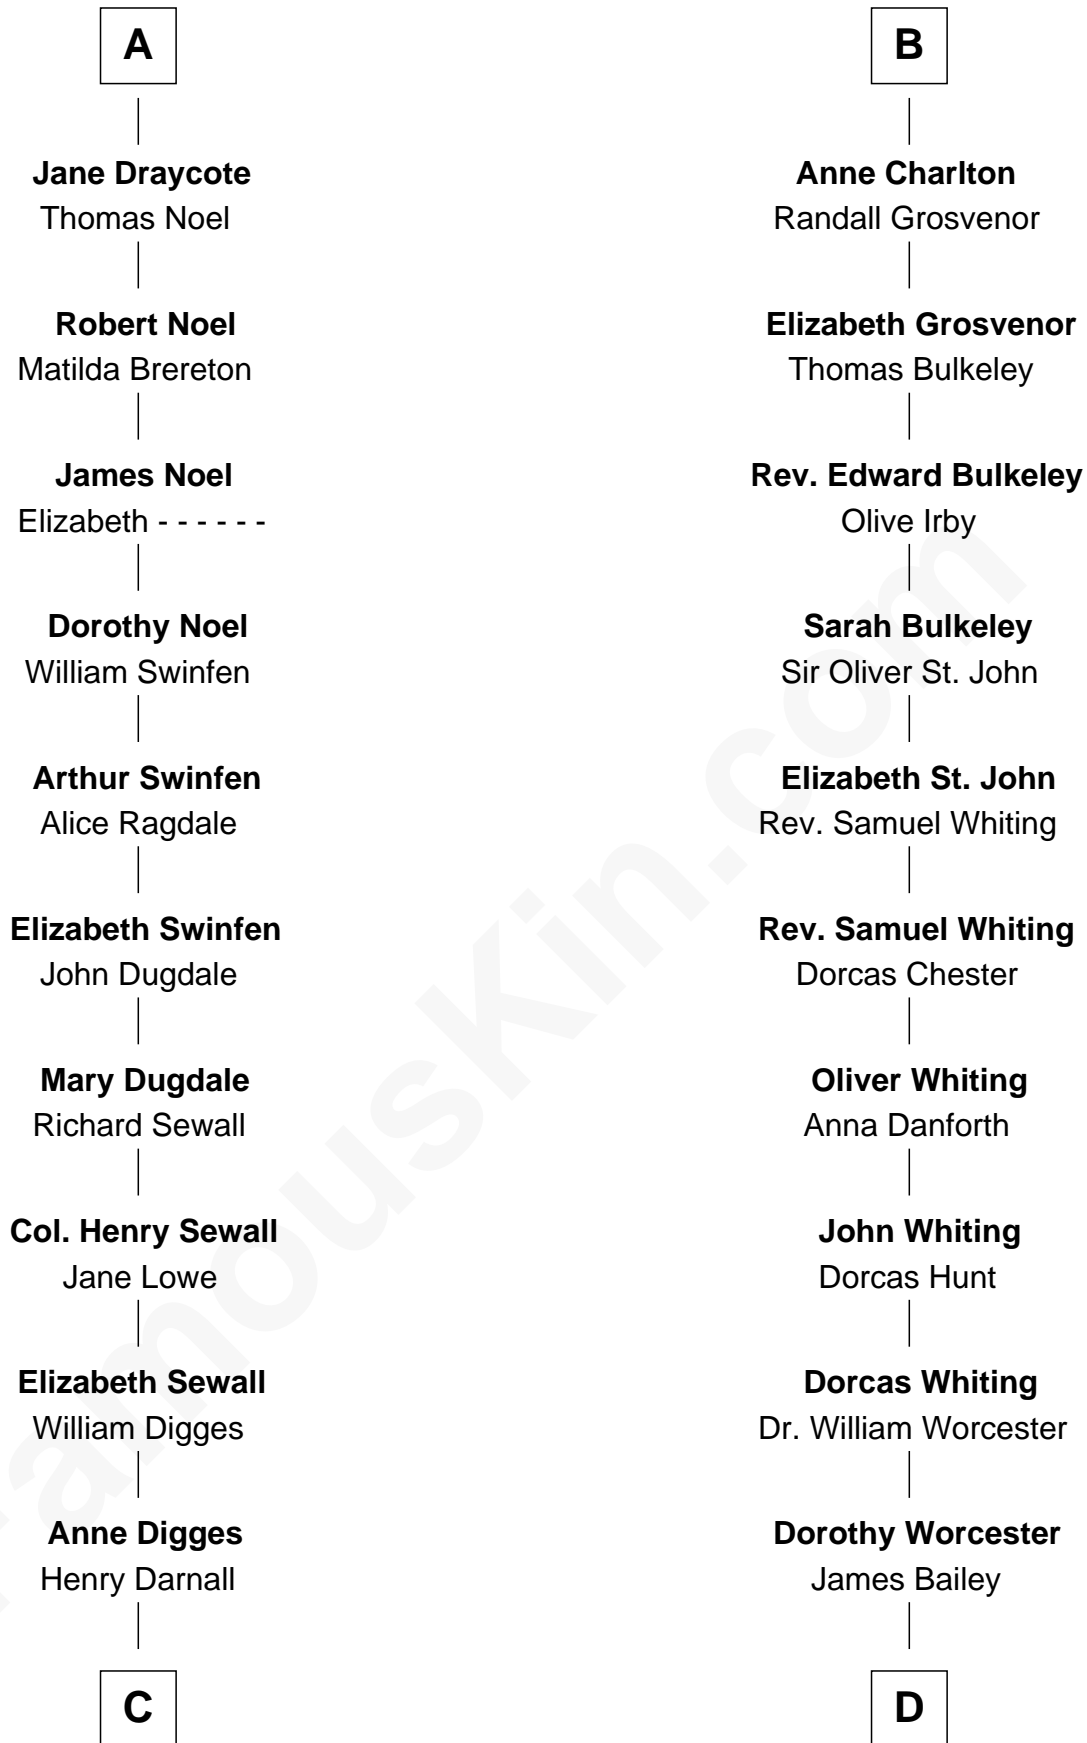 A
Jane Draycote
Thomas Noel
Robert Noel
Matilda Brereton
James Noel
Elizabeth - - - - - -
Dorothy Noel
William Swinfen
Arthur Swinfen
Alice Ragdale
Elizabeth Swinfen
John Dugdale
Mary Dugdale
Richard Sewall
Col. Henry Sewall
Jane Lowe
Elizabeth Sewall
William Digges
Anne Digges
Henry Darnall
C
B
Anne Charlton
Randall Grosvenor
Elizabeth Grosvenor
Thomas Bulkeley
Rev. Edward Bulkeley
Olive Irby
Sarah Bulkeley
Sir Oliver St. John
Elizabeth St. John
Rev. Samuel Whiting
Rev. Samuel Whiting
Dorcas Chester
Oliver Whiting
Anna Danforth
John Whiting
Dorcas Hunt
Dorcas Whiting
Dr. William Worcester
Dorothy Worcester
James Bailey
D
FamousKin.com